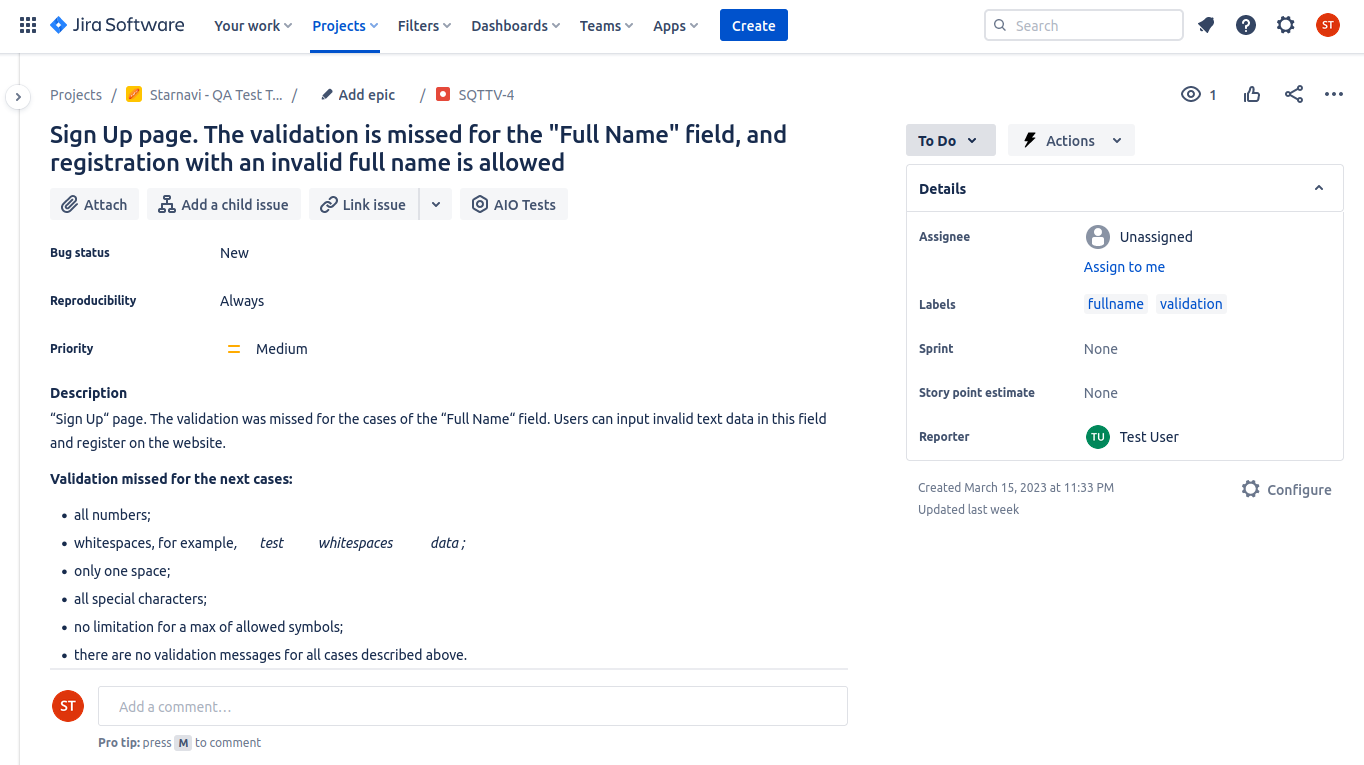 Jira Software Your work Projects Filters Dashboards Teams Apps Create Search ST
Projects / Starnavi - QA Test T... / Add epic / SQTTV-4 1
Sign Up page. The validation is missed for the "Full Name" field, and
registration with an invalid full name is allowed
Attach Add a child issue Link issue AIO Tests
Bug status New
Reproducibility Always
Priority Medium
Description
“Sign Up“ page. The validation was missed for the cases of the “Full Name“ field. Users can input invalid text data in this field
and register on the website.
Validation missed for the next cases:
• all numbers;
• whitespaces, for example, test whitespaces data ;
• only one space;
• all special characters;
• no limitation for a max of allowed symbols;
• there are no validation messages for all cases described above.
ST Add a comment…
Pro tip: press M to comment
To Do Actions
Details
Assignee Unassigned
Assign to me
Labels fullname validation
Sprint None
Story point estimate None
Reporter TU Test User
Created March 15, 2023 at 11:33 PM
Updated last week
Configure